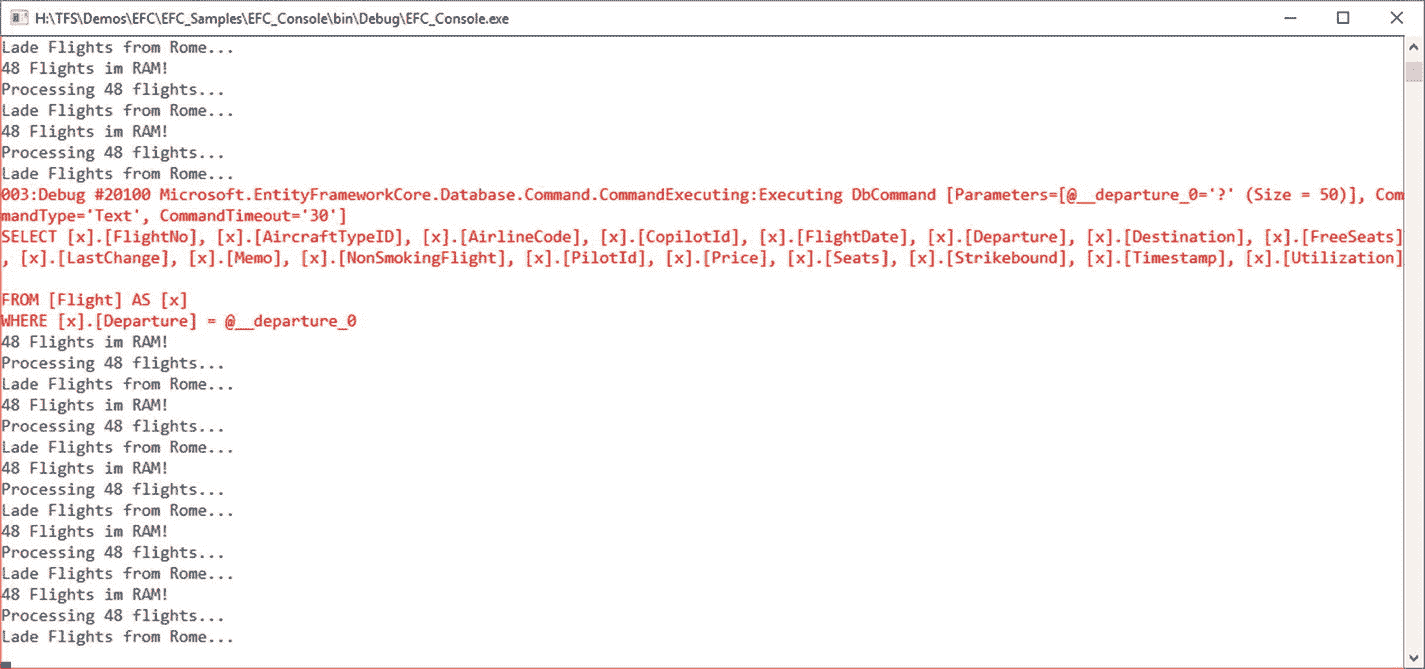 H:\TFS\Demos\EFC\EFC_Samples\EFC_Console\bin\Debug\EFC_Console.exe
Lade Flights from Rome...
48 Flights im RAM!
Processing 48 flights...
Lade Flights from Rome...
48 Flights im RAM!
Processing 48 flights...
Lade Flights from Rome...
003:Debug #20100 Microsoft.EntityFrameworkCore.Database.Command.CommandExecuting:Executing DbCommand [Parameters=[@__departure_0='?' (Size = 50)], Com
mandType='Text', CommandTimeout='30']
SELECT [x].[FlightNo], [x].[AircraftTypeID], [x].[AirlineCode], [x].[CopilotId], [x].[FlightDate], [x].[Departure], [x].[Destination], [x].[FreeSeats]
, [x].[LastChange], [x].[Memo], [x].[NonSmokingFlight], [x].[PilotId], [x].[Price], [x].[Seats], [x].[Strikebound], [x].[Timestamp], [x].[Utilization]
FROM [Flight] AS [x]
WHERE [x].[Departure] = @__departure_0
48 Flights im RAM!
Processing 48 flights...
Lade Flights from Rome...
48 Flights im RAM!
Processing 48 flights...
Lade Flights from Rome...
48 Flights im RAM!
Processing 48 flights...
Lade Flights from Rome...
48 Flights im RAM!
Processing 48 flights...
Lade Flights from Rome...
48 Flights im RAM!
Processing 48 flights...
Lade Flights from Rome...